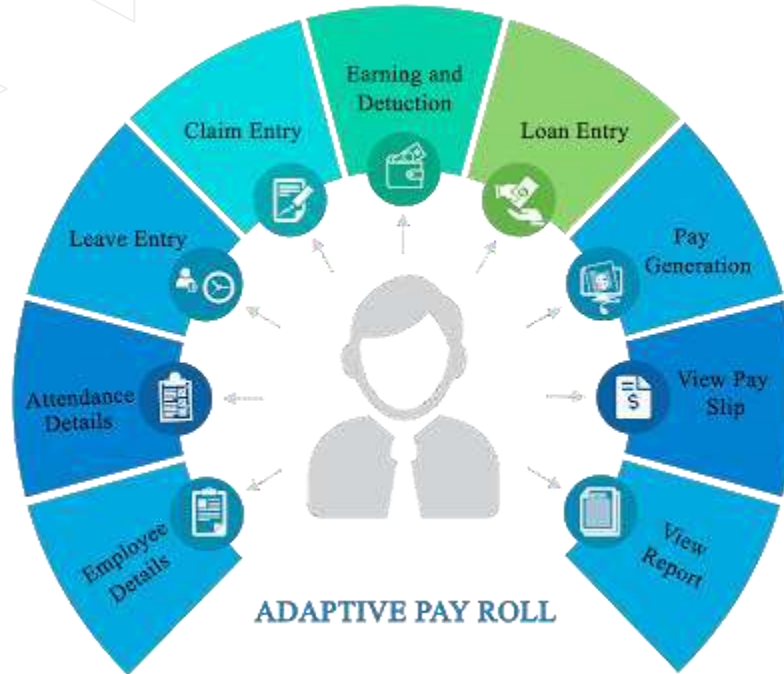 Earning and
Detuction
Claim Entry
Loan Entry
Leave Entry
Pay
Generation
Attendance
Details
View Pay
Slip
Employee
Details
View
Report
ADAPTIVE PAY ROLL